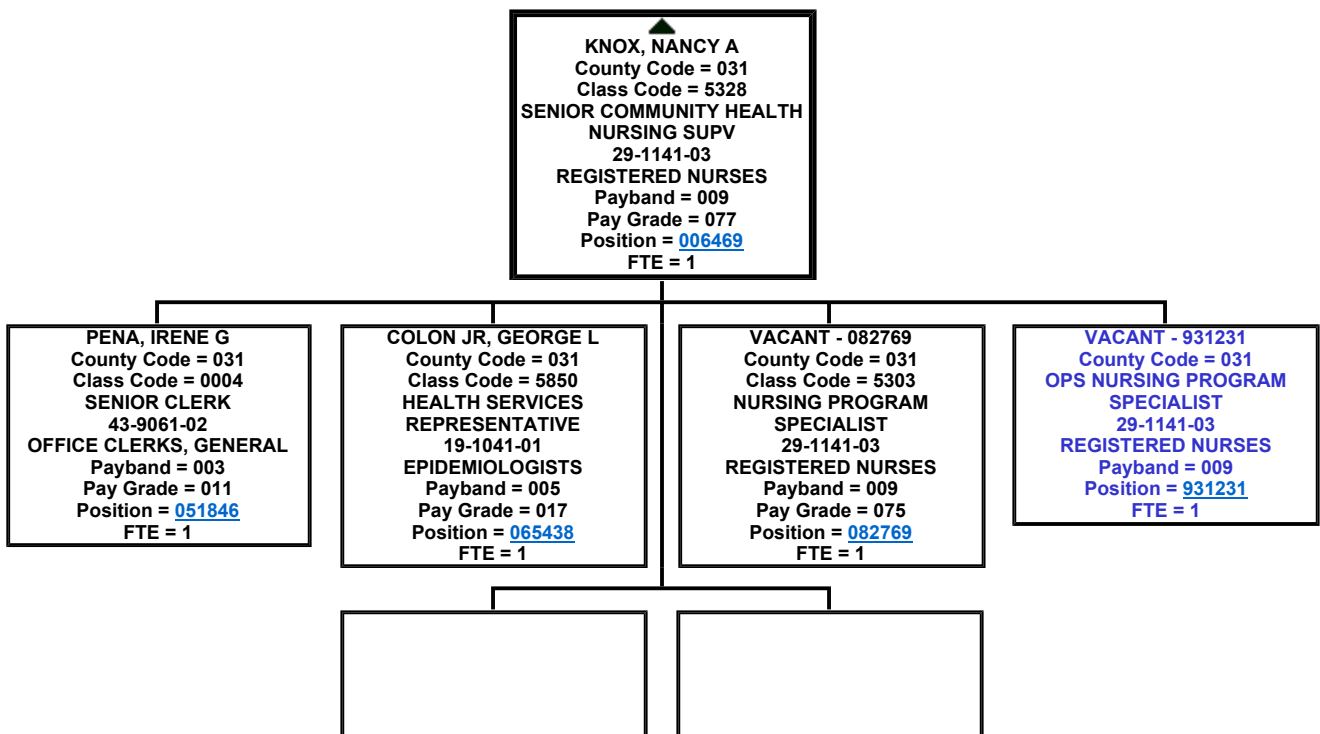 KNOX, NANCY A
County Code = 031
Class Code = 5328
SENIOR COMMUNITY HEALTH
NURSING SUPV
29-1141-03
REGISTERED NURSES
Payband = 009
Pay Grade = 077
Position = 006469
FTE = 1
PENA, IRENE G
County Code = 031
Class Code = 0004
SENIOR CLERK
43-9061-02
OFFICE CLERKS, GENERAL
Payband = 003
Pay Grade = 011
Position = 051846
FTE = 1
COLON JR, GEORGE L
County Code = 031
Class Code = 5850
HEALTH SERVICES
REPRESENTATIVE
19-1041-01
EPIDEMIOLOGISTS
Payband = 005
Pay Grade = 017
Position = 065438
FTE = 1
VACANT - 082769
County Code = 031
Class Code = 5303
NURSING PROGRAM
SPECIALIST
29-1141-03
REGISTERED NURSES
Payband = 009
Pay Grade = 075
Position = 082769
FTE = 1
VACANT - 931231
County Code = 031
OPS NURSING PROGRAM
SPECIALIST
29-1141-03
REGISTERED NURSES
Payband = 009
Position = 931231
FTE = 1